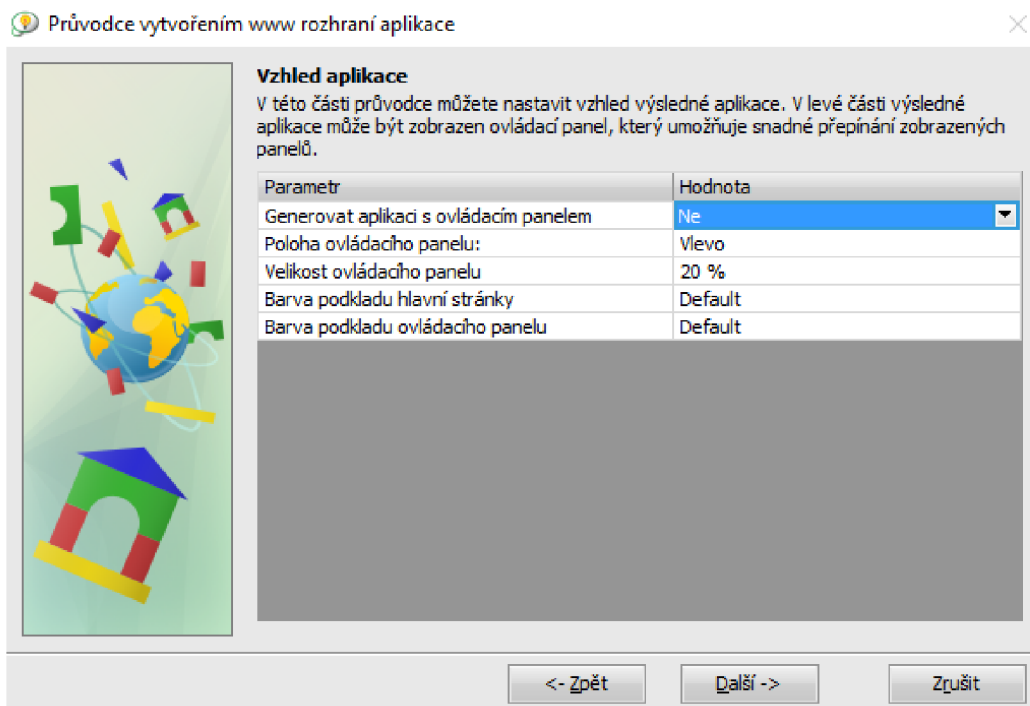 Průvodce vytvořením www rozhraní aplikace
Vzhled aplikace
V této části průvodce můžete nastavit vzhled výsledné aplikace. V levé části výsledné
aplikace může být zobrazen ovládací panel, který umožňuje snadné přepínání zobrazených
panelů.
Parametr Hodnota
Generovat aplikaci s ovládacím panelem Ne
Poloha ovládacího panelu: Vlevo
Velikost ovládacího panelu 20 %
Barva podkladu hlavní stránky Default
Barva podkladu ovládacího panelu Default
<- Zpět Další -> Zrušit